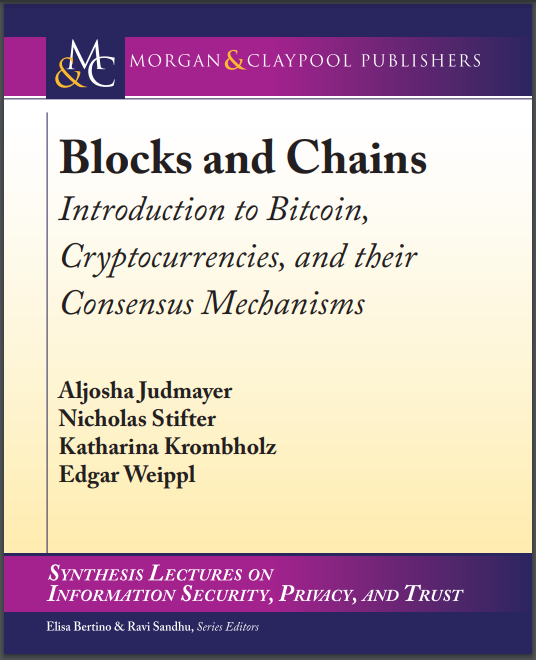 M&C MORGAN&CLAYPOOL PUBLISHERS
Blocks and Chains
Introduction to Bitcoin,
Cryptocurrencies, and their
Consensus Mechanisms
Aljosha Judmayer
Nicholas Stifter
Katharina Krombholz
Edgar Weippl
SYNTHESIS LECTURES ON
INFORMATION SECURITY, PRIVACY, AND TRUST
Elisa Bertino & Ravi Sandhu, Series Editors